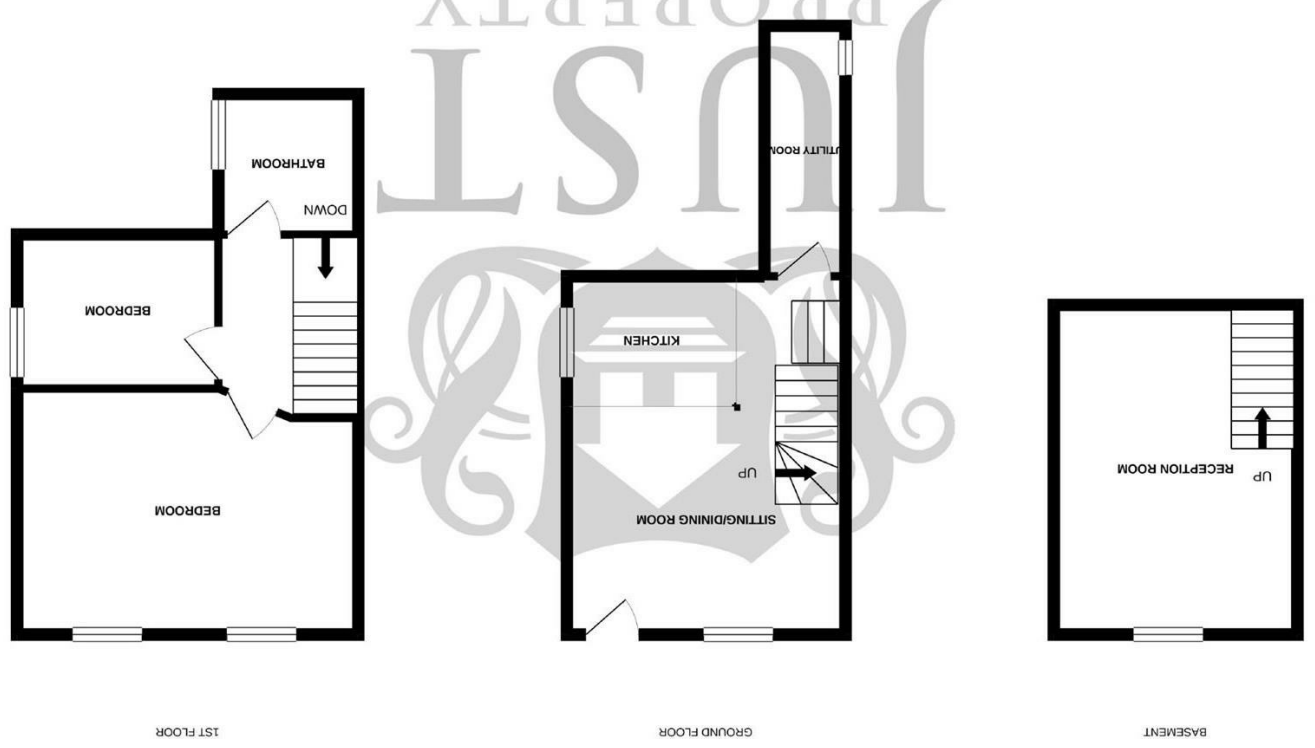 BASEMENT
GROUND FLOOR
1ST FLOOR
UP
RECEPTION ROOM
SITTING/DINING ROOM
UP
KITCHEN
UTILITY ROOM
BEDROOM
BEDROOM
DOWN
BATHROOM
JUST
PROPERTY